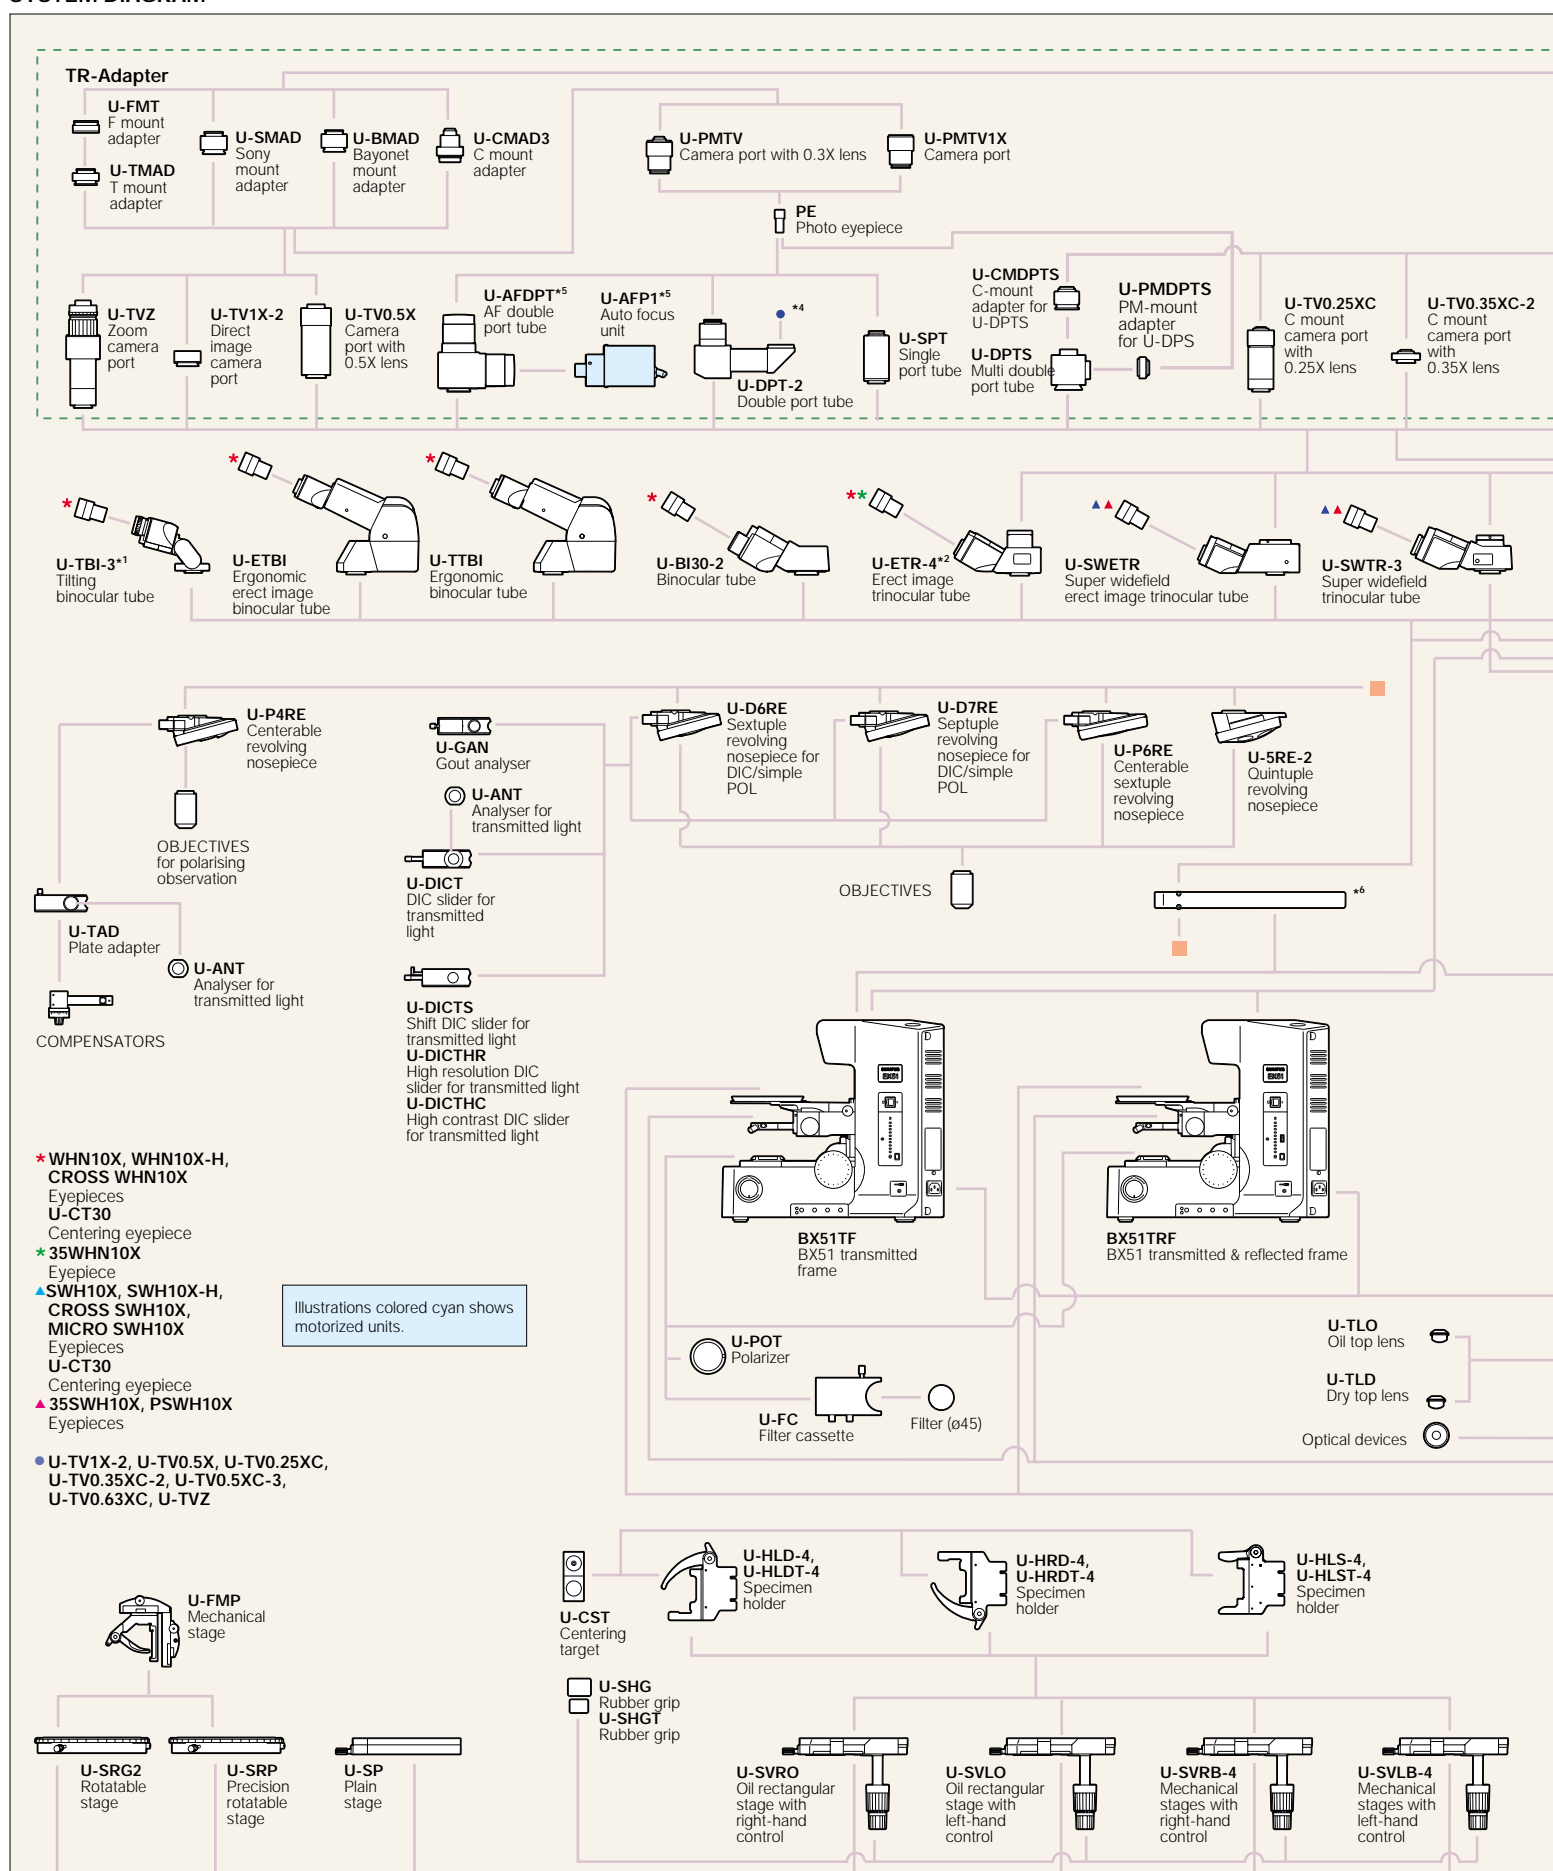 SYSTEM DIAGRAM
TR-Adapter
U-FMT
F mount
adapter
U-TMAD
T mount
adapter
U-SMAD
Sony
mount
adapter
U-BMAD
Bayonet
mount
adapter
U-CMAD3
C mount
adapter
U-PMTV
Camera port with 0.3X lens
U-PMTV1X
Camera port
PE
Photo eyepiece
U-TVZ
Zoom
camera
port
U-TV1X-2
Direct
image
camera
port
U-TV0.5X
Camera
port with
0.5X lens
U-AFDPT*5
AF double
port tube
U-AFP1*5
Auto focus
unit
*4
U-DPT-2
Double port tube
U-SPT
Single
port tube
U-CMDPTS
C-mount
adapter for
U-DPTS
U-DPTS
Multi double
port tube
U-PMDPTS
PM-mount
adapter
for U-DPS
U-TV0.25XC
C mount
camera port
with
0.25X lens
U-TV0.35XC-2
C mount
camera port
with
0.35X lens
*
U-TBI-3*1
Tilting
binocular tube
*
U-ETBI
Ergonomic
erect image
binocular tube
*
U-TTBI
Ergonomic
binocular tube
*
U-BI30-2
Binocular tube
**
U-ETR-4*2
Erect image
trinocular tube
▲▲
U-SWETR
Super widefield
erect image trinocular tube
▲▲
U-SWTR-3
Super widefield
trinocular tube
U-P4RE
Centerable
revolving
nosepiece
OBJECTIVES
for polarising
observation
U-TAD
Plate adapter
U-ANT
Analyser for
transmitted light
COMPENSATORS
U-GAN
Gout analyser
U-ANT
Analyser for
transmitted light
U-DICT
DIC slider for
transmitted
light
U-DICTS
Shift DIC slider for
transmitted light
U-DICTHR
High resolution DIC
slider for transmitted light
U-DICTHC
High contrast DIC slider
for transmitted light
U-D6RE
Sextuple
revolving
nosepiece for
DIC/simple
POL
U-D7RE
Septuple
revolving
nosepiece for
DIC/simple
POL
U-P6RE
Centerable
sextuple
revolving
nosepiece
U-5RE-2
Quintuple
revolving
nosepiece
OBJECTIVES
*6
BX51
BX51
BX51TF
BX51 transmitted
frame
BX51TRF
BX51 transmitted & reflected frame
* WHN10X, WHN10X-H,
CROSS WHN10X
Eyepieces
U-CT30
Centering eyepiece
* 35WHN10X
Eyepiece
▲SWH10X, SWH10X-H,
CROSS SWH10X,
MICRO SWH10X
Eyepieces
U-CT30
Centering eyepiece
▲ 35SWH10X, PSWH10X
Eyepieces
● U-TV1X-2, U-TV0.5X, U-TV0.25XC,
U-TV0.35XC-2, U-TV0.5XC-3,
U-TV0.63XC, U-TVZ
Illustrations colored cyan shows
motorized units.
U-POT
Polarizer
U-FC
Filter cassette
Filter (ø45)
U-TLO
Oil top lens
U-TLD
Dry top lens
Optical devices
U-FMP
Mechanical
stage
U-CST
Centering
target
U-HLD-4,
U-HLDT-4
Specimen
holder
U-HRD-4,
U-HRDT-4
Specimen
holder
U-HLS-4,
U-HLST-4
Specimen
holder
U-SHG
Rubber grip
U-SHGT
Rubber grip
U-SRG2
Rotatable
stage
U-SRP
Precision
rotatable
stage
U-SP
Plain
stage
U-SVRO
Oil rectangular
stage with
right-hand
control
U-SVLO
Oil rectangular
stage with
left-hand
control
U-SVRB-4
Mechanical
stages with
right-hand
control
U-SVLB-4
Mechanical
stages with
left-hand
control